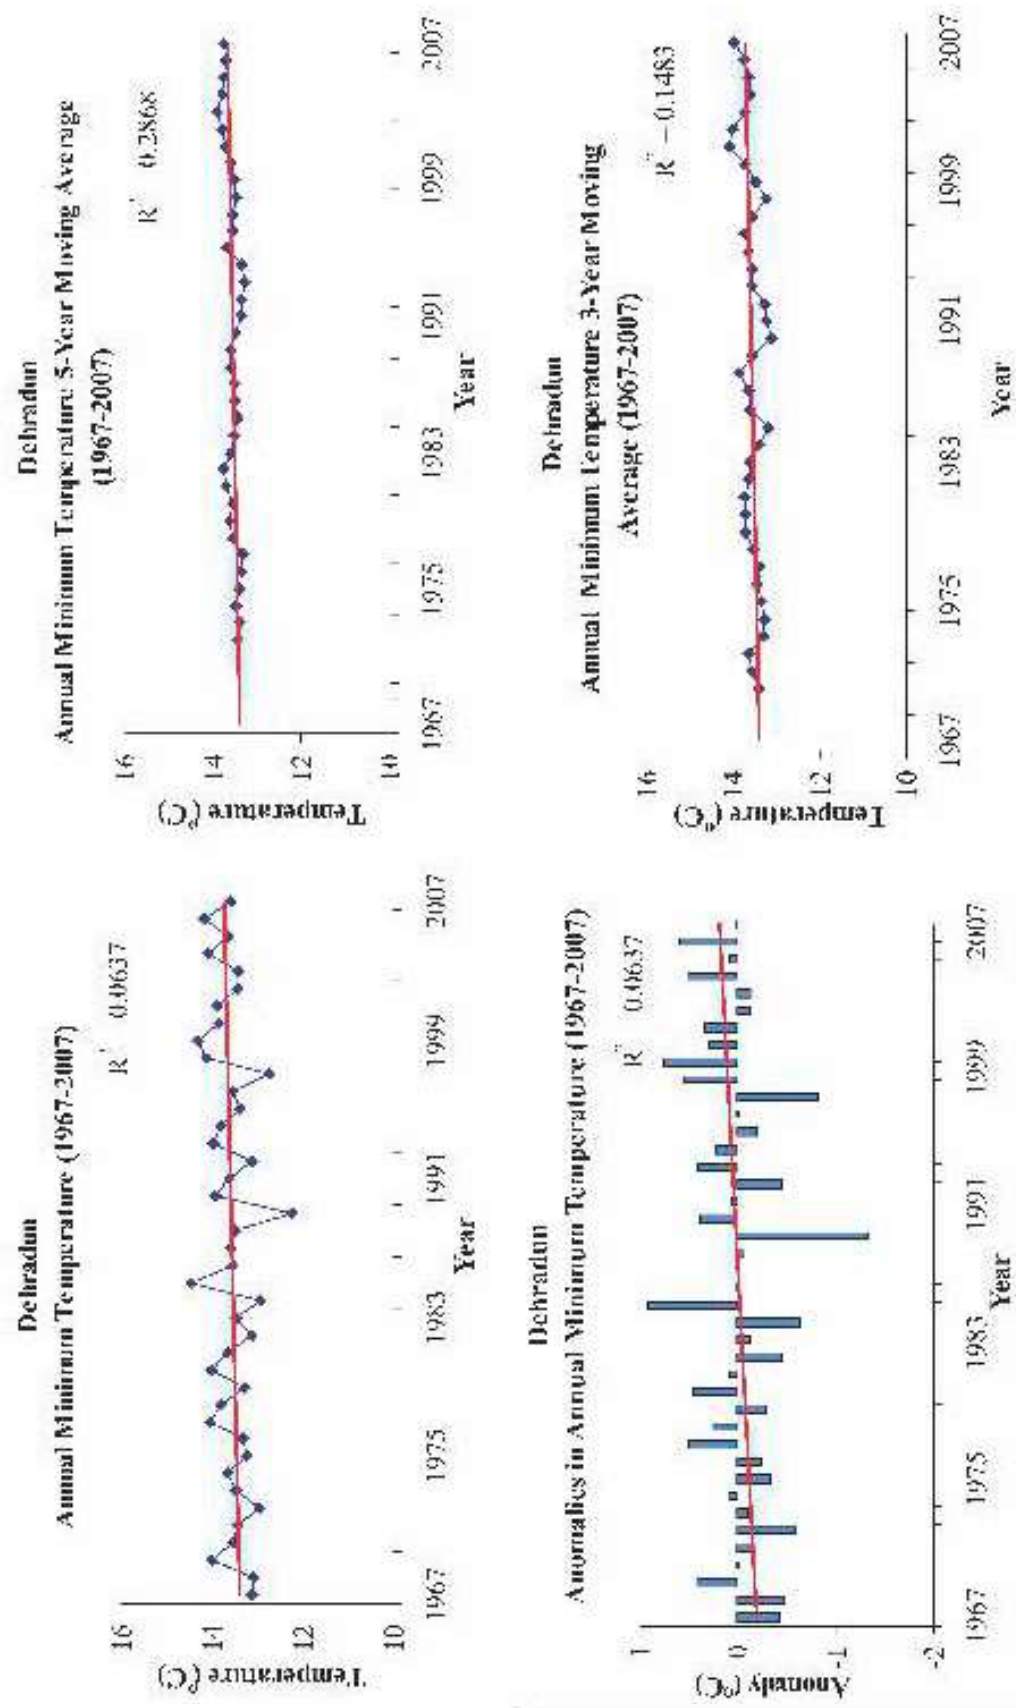 Dehradun
Annual Minimum Temperature (1967-2007)
R² 0.0637
Temperature (°C)
16
14
12
10
1967
1975
1983
1991
1999
2007
Year
Dehradun
Annual Minimum Temperature 5-Year Moving Average
(1967-2007)
R² 0.2868
Temperature (°C)
16
14
12
10
1967
1975
1983
1991
1999
2007
Year
Dehradun
Anomalies in Annual Minimum Temperature (1967-2007)
R² 0.0637
Anomaly (°C)
1
0
-1
-2
1967
1975
1983
1991
1999
2007
Year
Dehradun
Annual Minimum Temperature 3-Year Moving
Average (1967-2007)
R² = 0.1483
Temperature (°C)
16
14
12
10
1967
1975
1983
1991
1999
2007
Year